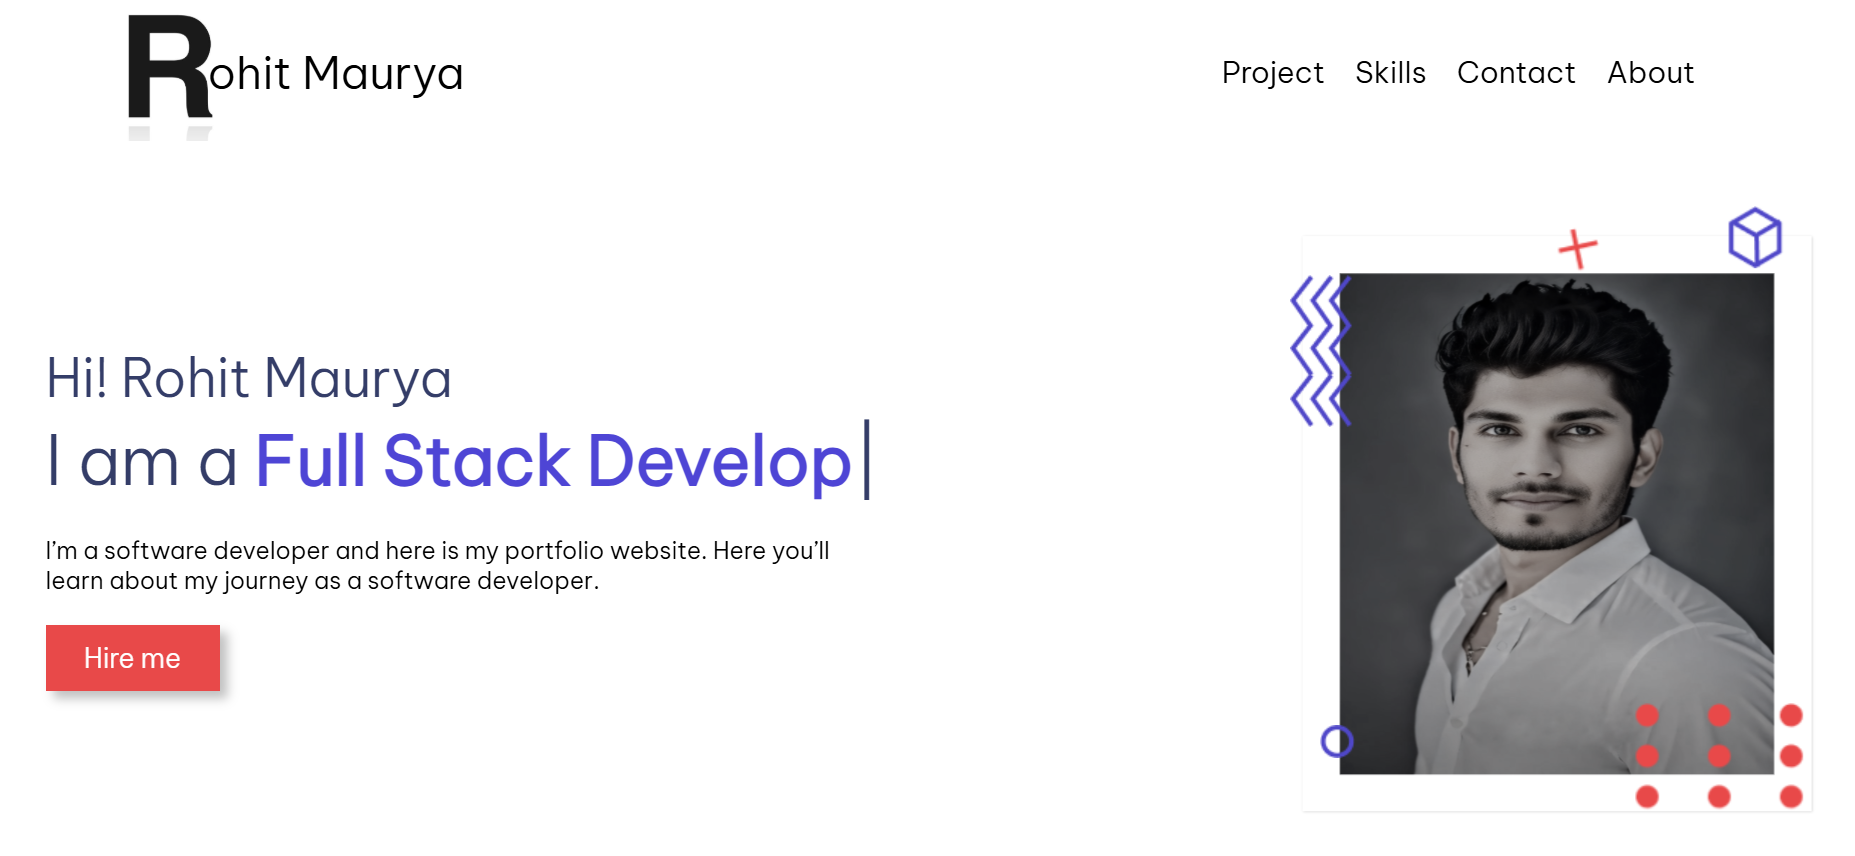 Rohit Maurya
Project Skills Contact About
Hi! Rohit Maurya
I am a Full Stack Develop
I’m a software developer and here is my portfolio website. Here you’ll
learn about my journey as a software developer.
Hire me